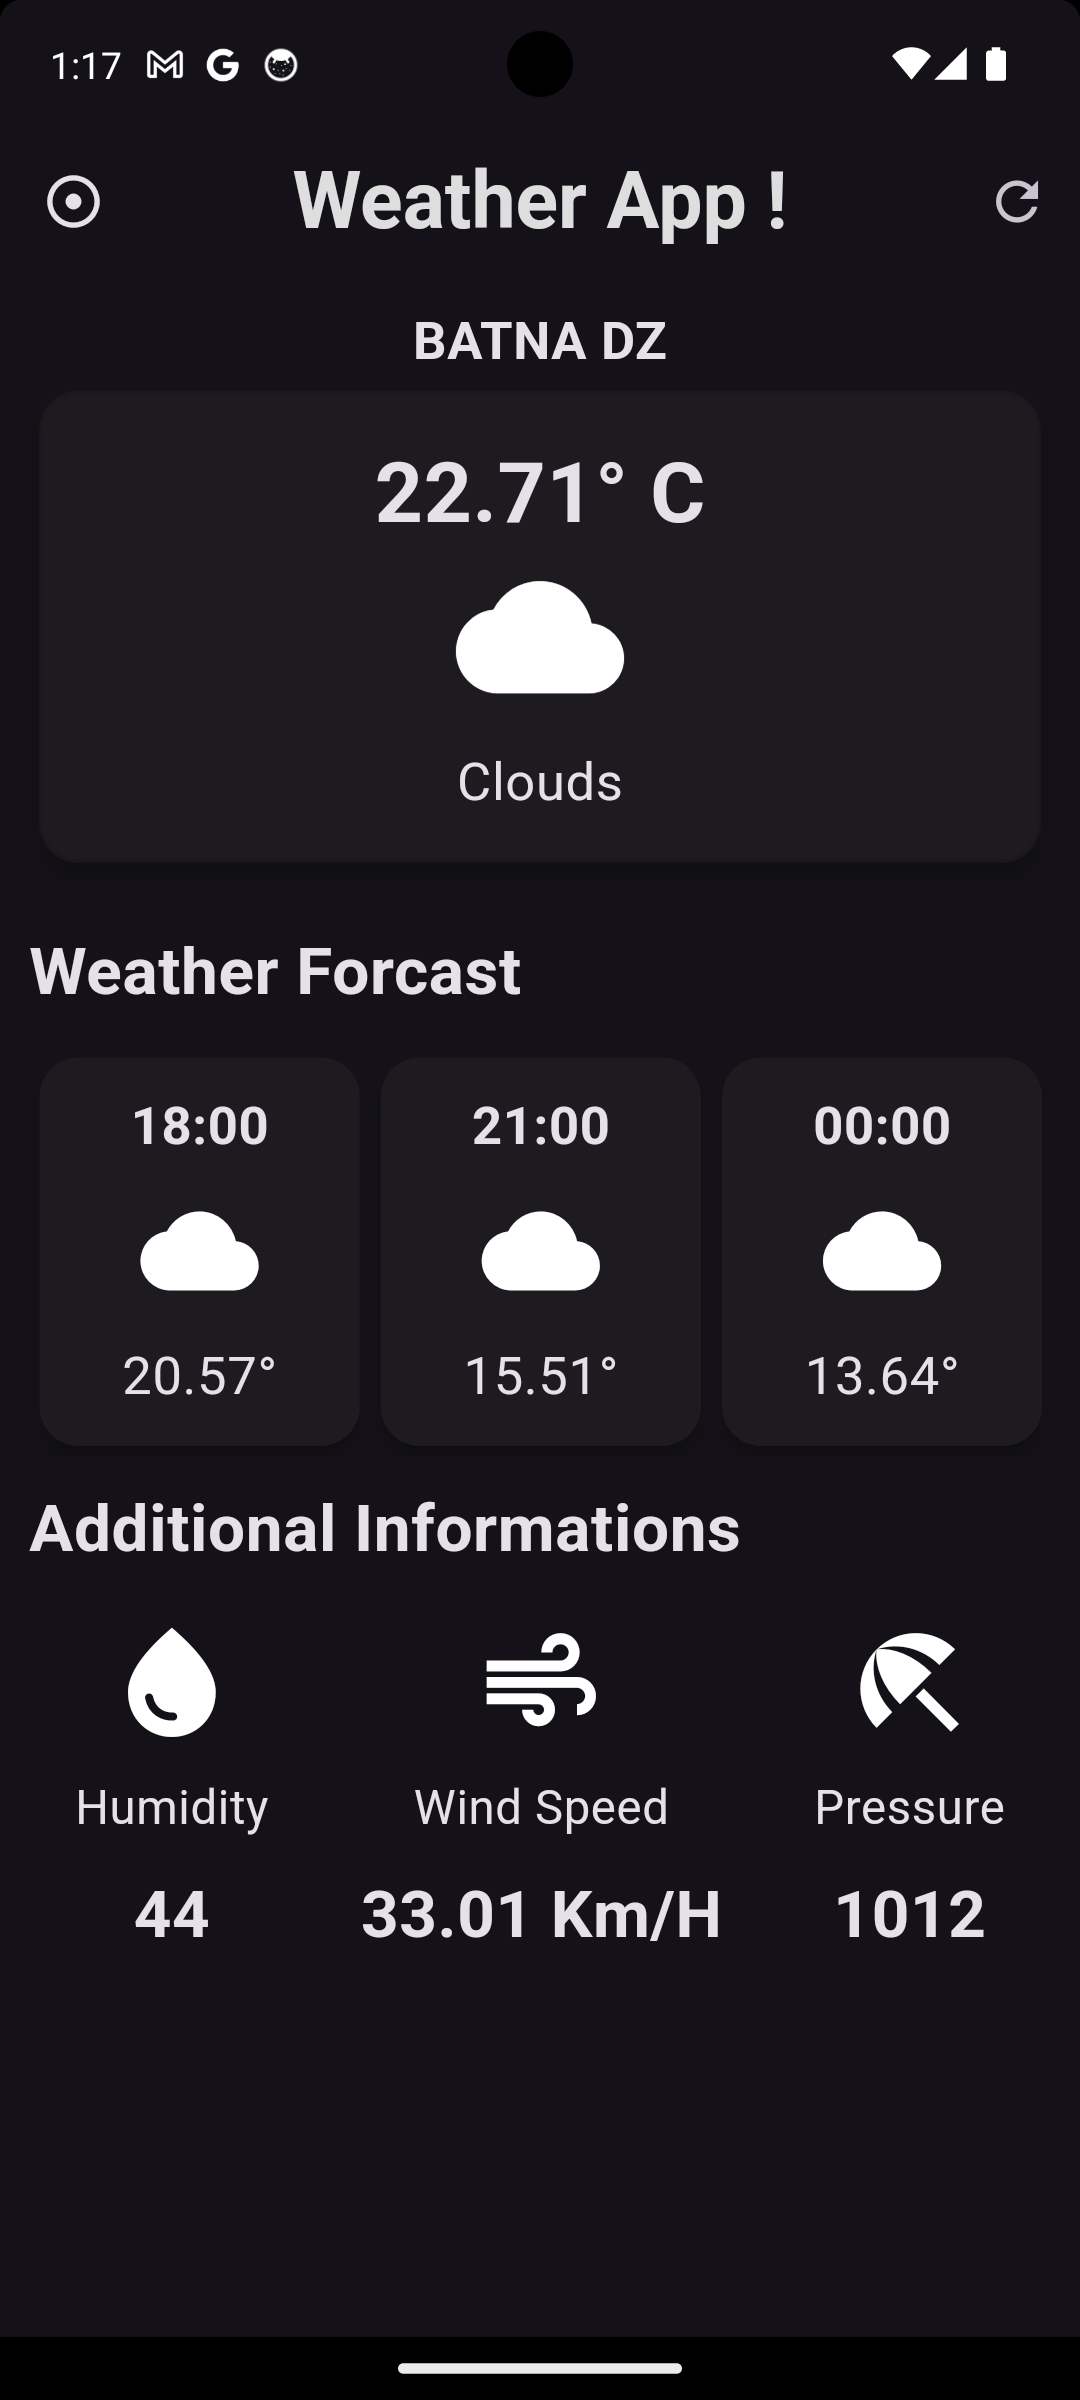 1:17
Weather App !
BATNA DZ
22.71° C
Clouds
Weather Forcast
18:00 21:00 00:00
20.57° 15.51° 13.64°
Additional Informations
Humidity Wind Speed Pressure
44 33.01 Km/H 1012